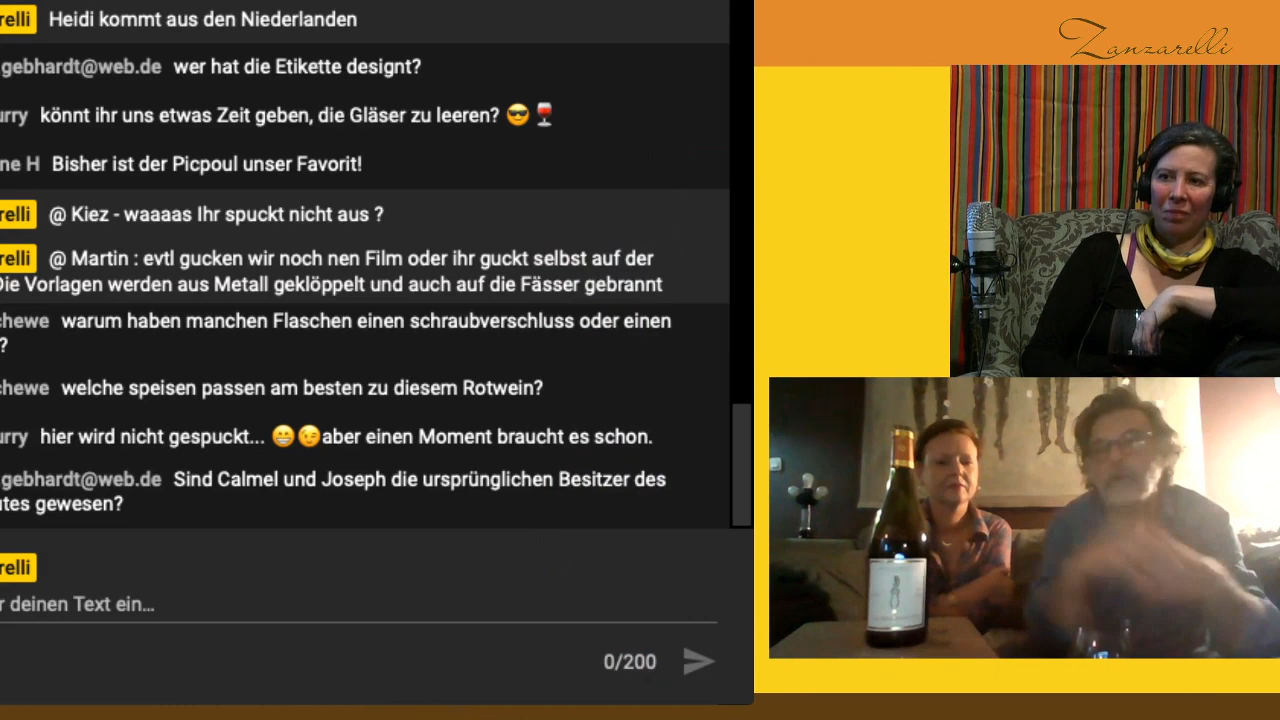 relli Heidi kommt aus den Niederlanden
gebhardt@web.de wer hat die Etikette designt?
urry könnt ihr uns etwas Zeit geben, die Gläser zu leeren? 😎🍷
ne H Bisher ist der Picpoul unser Favorit!
relli @ Kiez - waaaas Ihr spuckt nicht aus ?
relli @ Martin : evtl gucken wir noch nen Film oder ihr guckt selbst auf der
Die Vorlagen werden aus Metall geklöppelt und auch auf die Fässer gebrannt
chewe warum haben manchen Flaschen einen schraubverschluss oder einen
?
chewe welche speisen passen am besten zu diesem Rotwein?
urry hier wird nicht gespuckt... 😁😉aber einen Moment braucht es schon.
gebhardt@web.de Sind Calmel und Joseph die ursprünglichen Besitzer des
utes gewesen?
relli
r deinen Text ein…
0/200
Zanzarelli